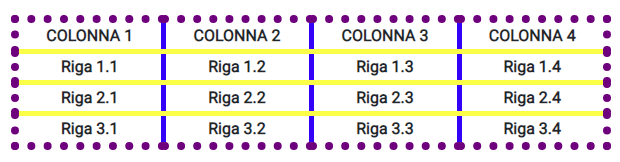 COLONNA 1 COLONNA 2 COLONNA 3 COLONNA 4
Riga 1.1 Riga 1.2 Riga 1.3 Riga 1.4
Riga 2.1 Riga 2.2 Riga 2.3 Riga 2.4
Riga 3.1 Riga 3.2 Riga 3.3 Riga 3.4